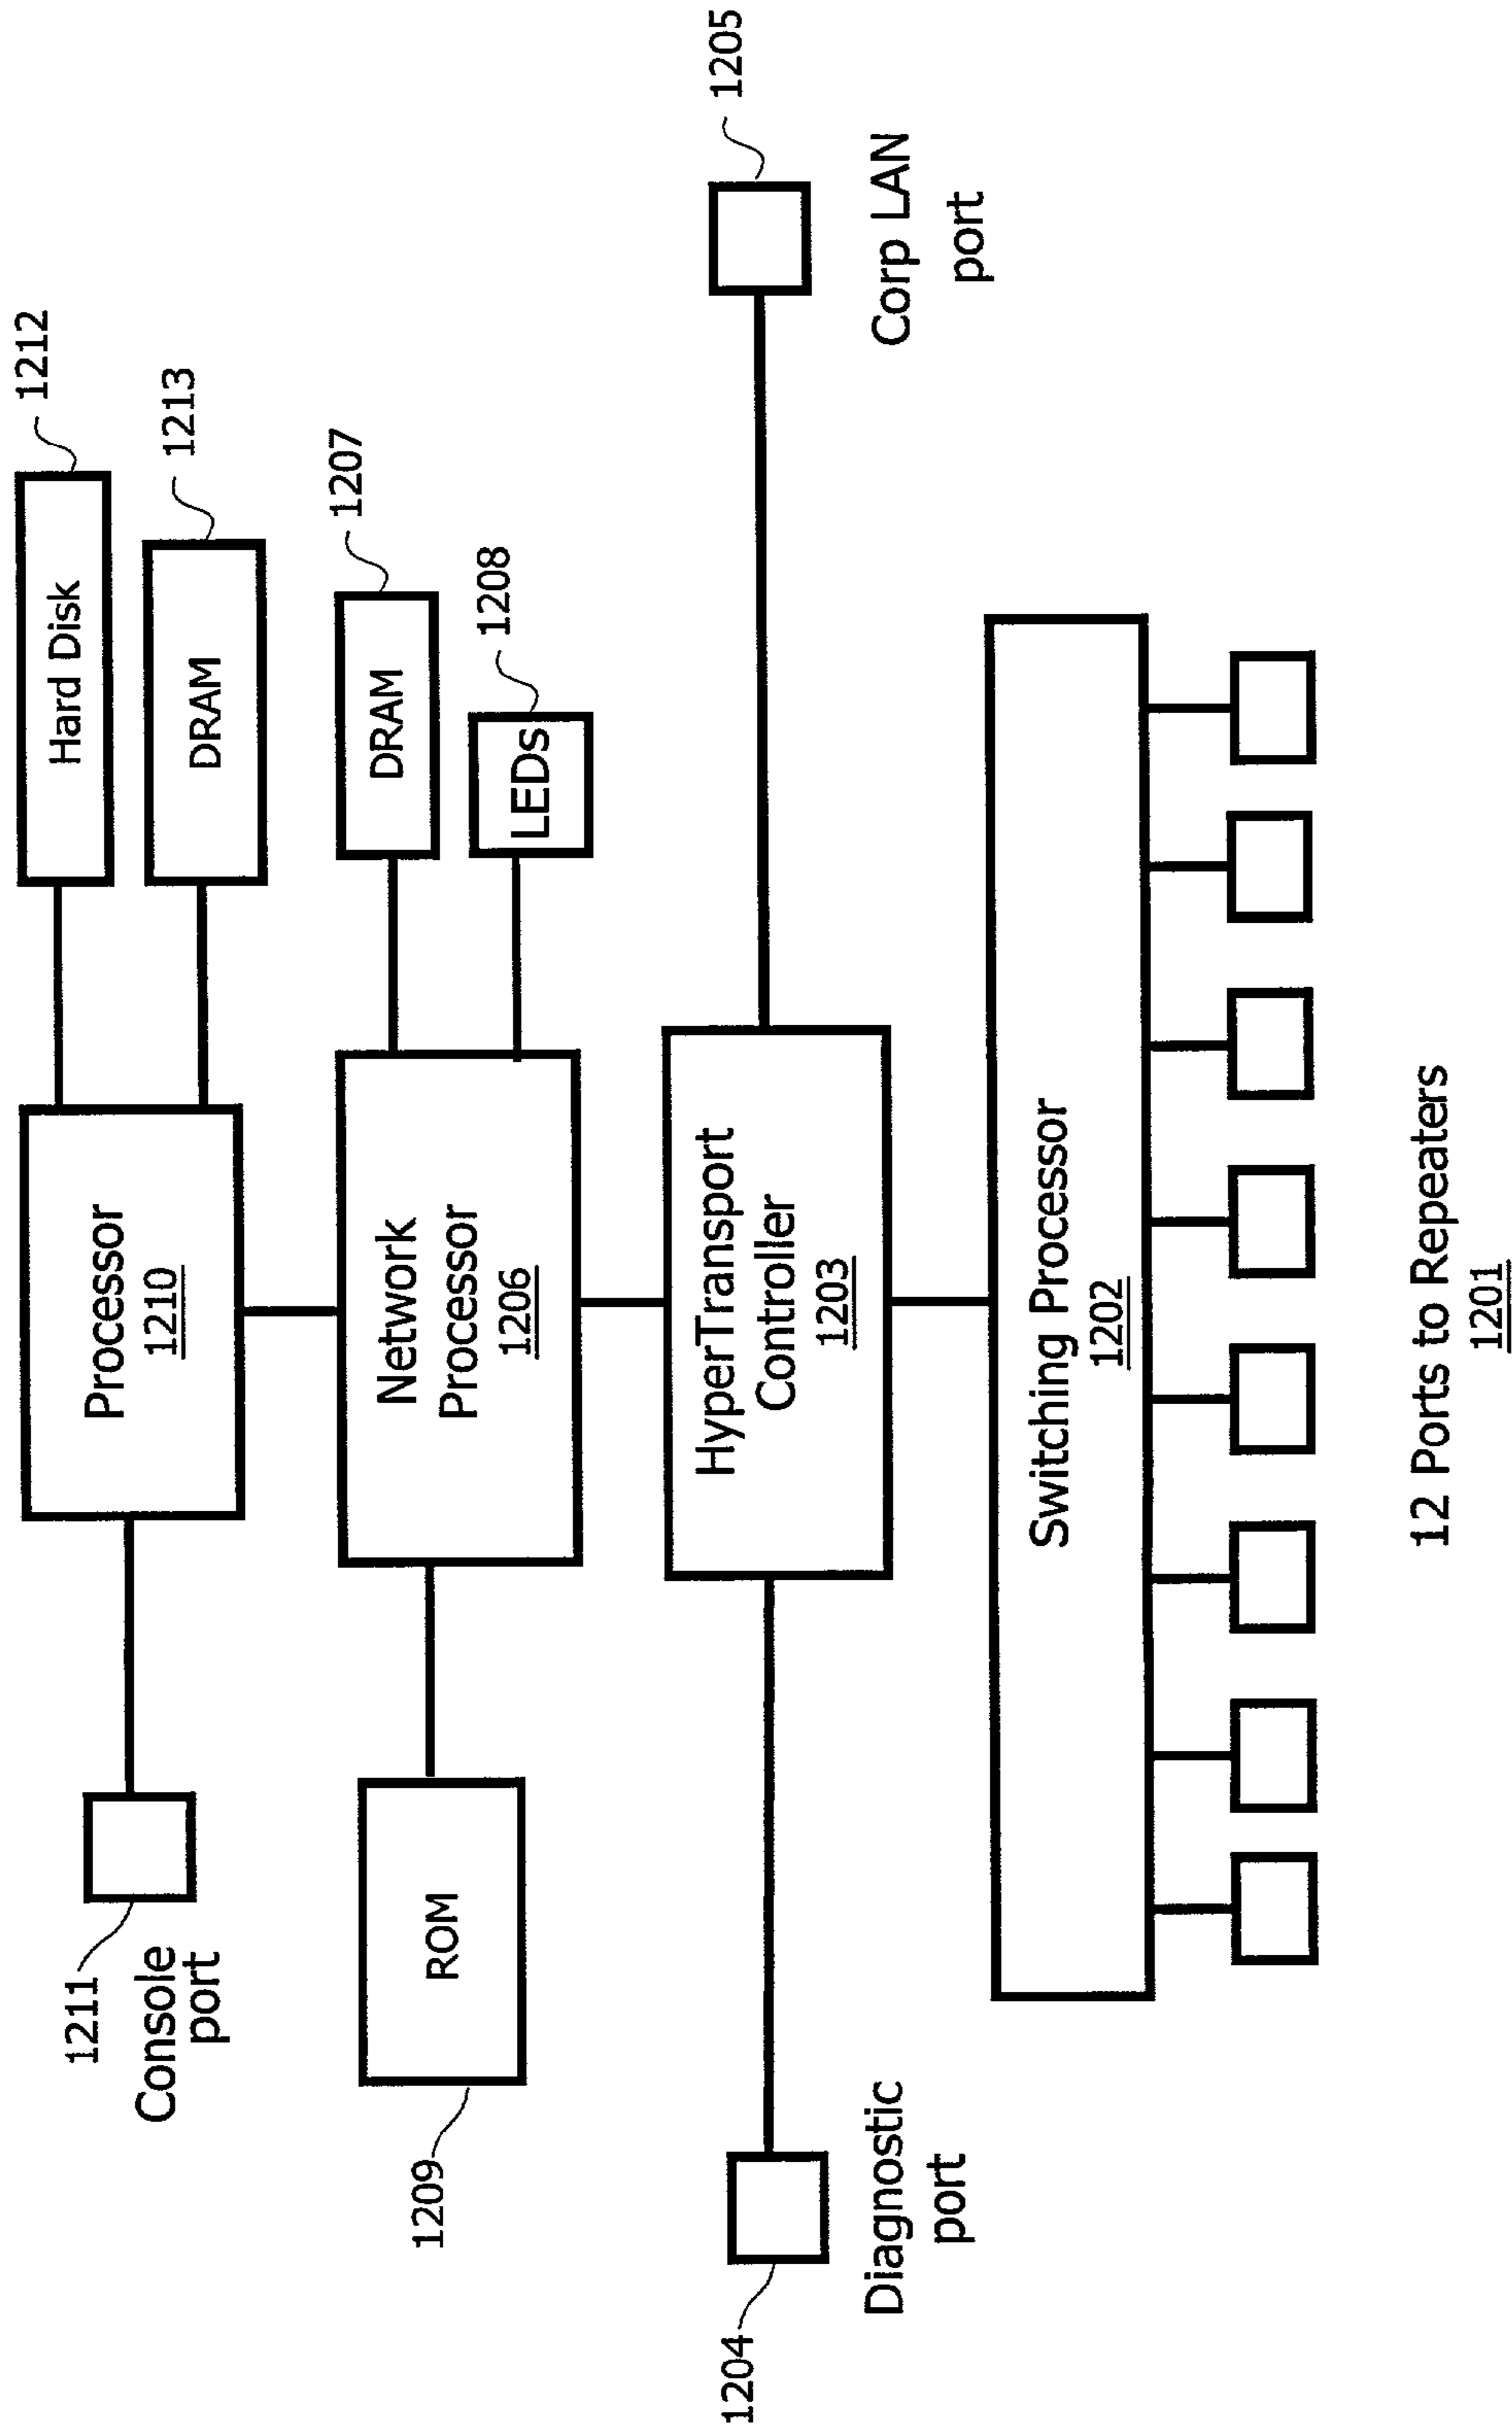 1212
Hard Disk
1213
DRAM
Processor
1210
1211
Console
port
1207
DRAM
1208
LEDs
Network
Processor
1206
ROM
1209
1205
Corp LAN
port
HyperTransport
Controller
1203
1204
Diagnostic
port
Switching Processor
1202
12 Ports to Repeaters
1201